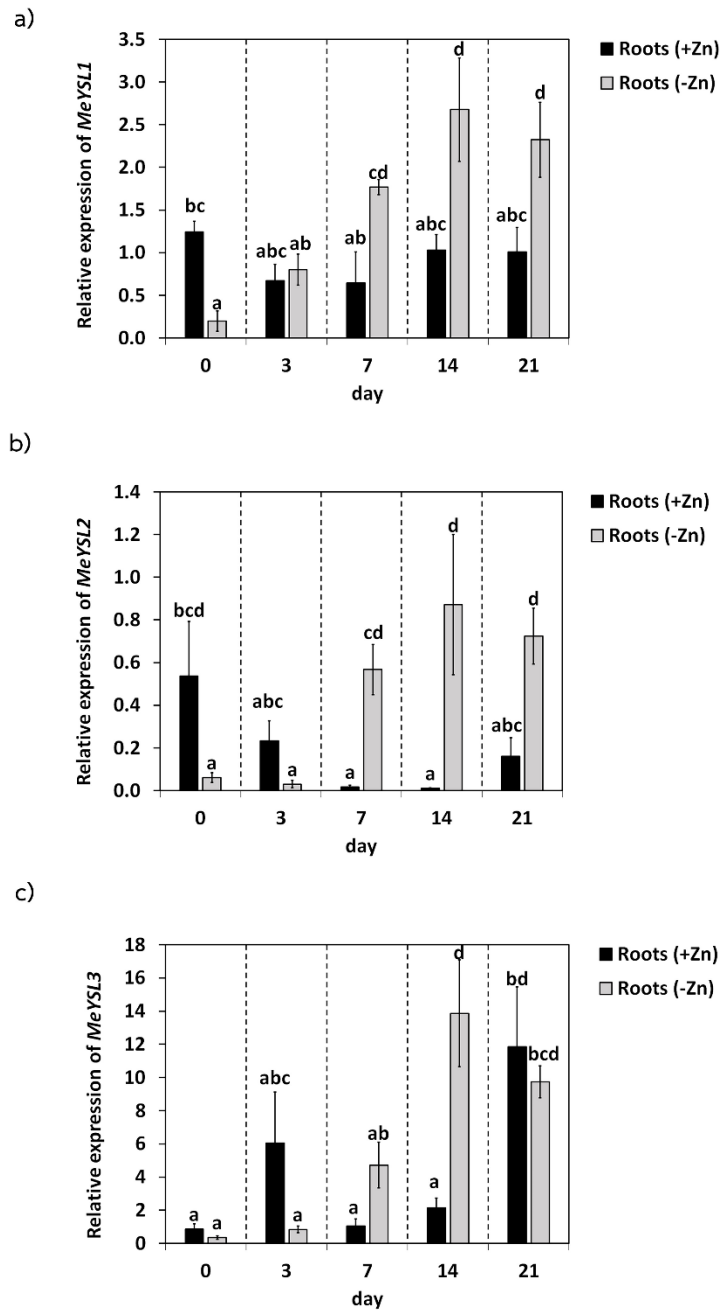 a)
Relative expression of MeYSL1
3.5
3.0
2.5
2.0
1.5
1.0
0.5
0.0
bc
a
abc
ab
ab
cd
abc
d
abc
d
0 3 7 14 21
day
Roots (+Zn)
Roots (-Zn)
b)
Relative expression of MeYSL2
1.4
1.2
1.0
0.8
0.6
0.4
0.2
0.0
bcd
a
abc
a
a
cd
a
d
abc
d
0 3 7 14 21
day
Roots (+Zn)
Roots (-Zn)
c)
Relative expression of MeYSL3
18
16
14
12
10
8
6
4
2
0
a
a
abc
a
a
ab
a
d
bd
bcd
0 3 7 14 21
day
Roots (+Zn)
Roots (-Zn)